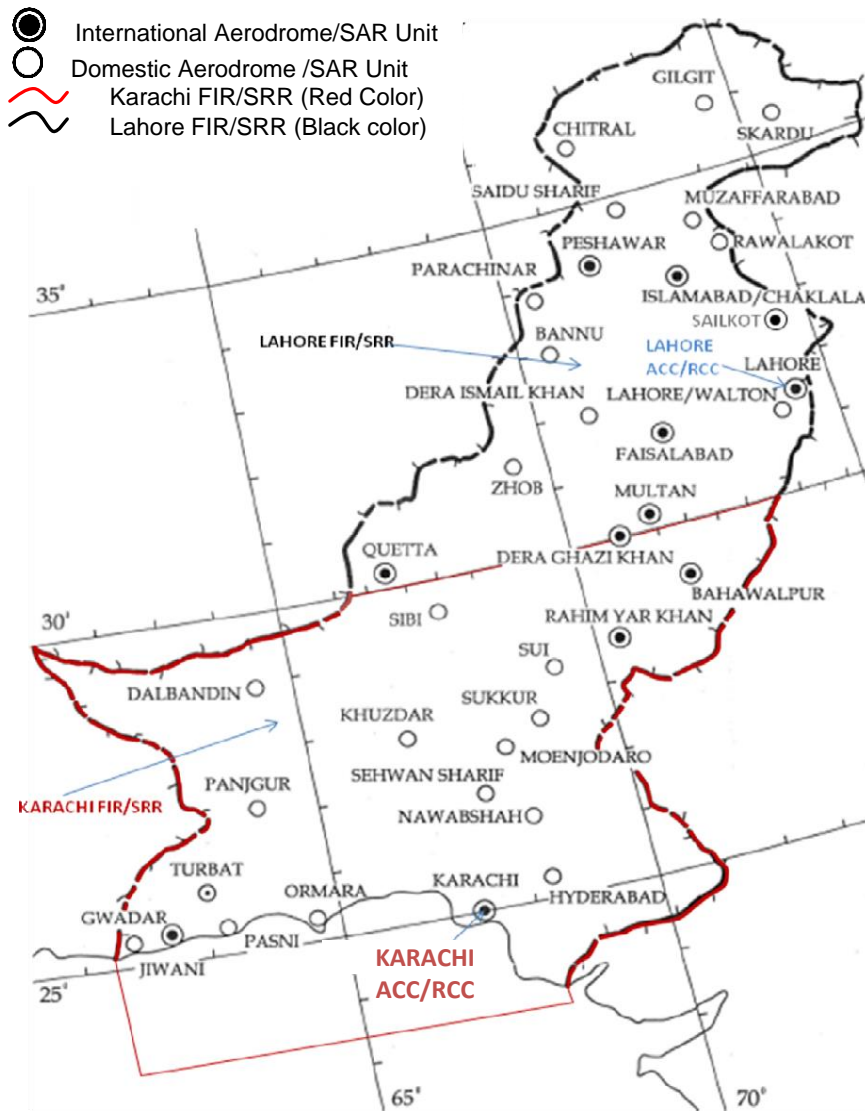 International Aerodrome/SAR Unit
Domestic Aerodrome /SAR Unit
Karachi FIR/SRR (Red Color)
Lahore FIR/SRR (Black color)
GILGIT
SKARDU
CHITRAL
SAIDU SHARIF
MUZAFFARABAD
PESHAWAR
RAWALAKOT
PARACHINAR
ISLAMABAD/CHAKLALA
35°
SAILKOT
BANNU
LAHORE FIR/SRR
LAHORE
ACC/RCC
LAHORE
DERA ISMAIL KHAN
LAHORE/WALTON
FAISALABAD
ZHOB
MULTAN
QUETTA
DERA GHAZI KHAN
BAHAWALPUR
30°
SIBI
RAHIM YAR KHAN
SUI
DALBANDIN
SUKKUR
KHUZDAR
MOENJODARO
SEHWAN SHARIF
PANJGUR
KARACHI FIR/SRR
NAWABSHAH
TURBAT
KARACHI
ORMARA
HYDERABAD
GWADAR
PASNI
JIWANI
KARACHI
ACC/RCC
25°
65°
70°